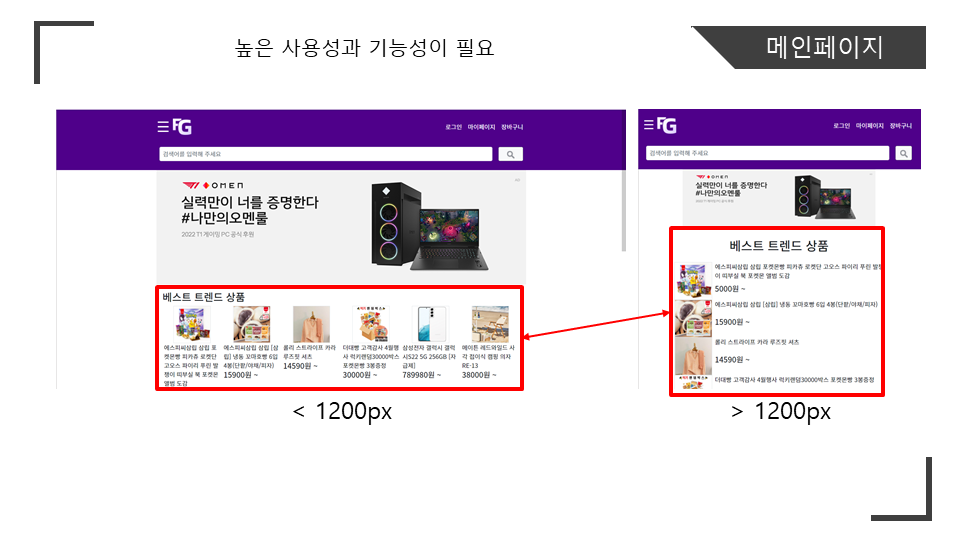 높은 사용성과 기능성이 필요
메인페이지
FG
로그인 마이페이지 장바구니
검색어를 입력해 주세요
OMEN
실력만이 너를 증명한다
#나만의오멘룰
2022 T1 게이밍 PC 공식 후원
베스트 트렌드 상품
에스피씨삼립 삼립 포
켓몬빵 피카츄 로켓단
고오스 파이리 푸린 발
챙이 띠부실 북 포켓몬
앨범 도감
에스피씨삼립 삼립 [삼
립] 냉동 꼬마호빵 6입
4봉(단팥/야채/피자)
15900원 ~
롤리 스트라이프 카라
루즈핏 셔츠
14590원 ~
더대빵 고객감사 4월행
사 럭키랜덤30000박스
포켓몬빵 3봉증정
30000원 ~
삼성전자 갤럭시 갤럭
시S22 5G 256GB [자
급제]
789980원 ~
메이튼 레드와일드 사
각 접이식 캠핑 의자
RE-13
38000원 ~
< 1200px
FG
로그인 마이페이지 장바구니
검색어를 입력해 주세요
OMEN
실력만이 너를 증명한다
#나만의오멘룰
2022 T1 게이밍 PC 공식 후원
베스트 트렌드 상품
에스피씨삼립 삼립 포켓몬빵 피카츄 로켓단 고오스 파이리 푸린 발챙
이 띠부실 북 포켓몬 앨범 도감
5000원 ~
에스피씨삼립 삼립 [삼립] 냉동 꼬마호빵 6입 4봉(단팥/야채/피자)
15900원 ~
롤리 스트라이프 카라 루즈핏 셔츠
14590원 ~
더대빵 고객감사 4월행사 럭키랜덤30000박스 포켓몬빵 3봉증정
> 1200px